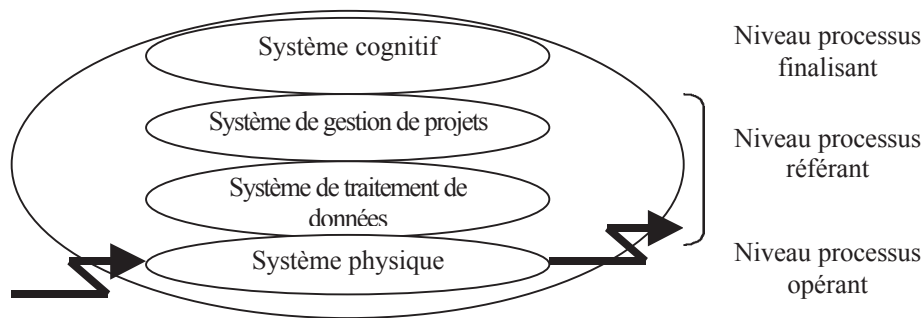 Système cognitif
Système de gestion de projets
Système de traitement de
données
Système physique
Niveau processus
finalisant
Niveau processus
référant
Niveau processus
opérant